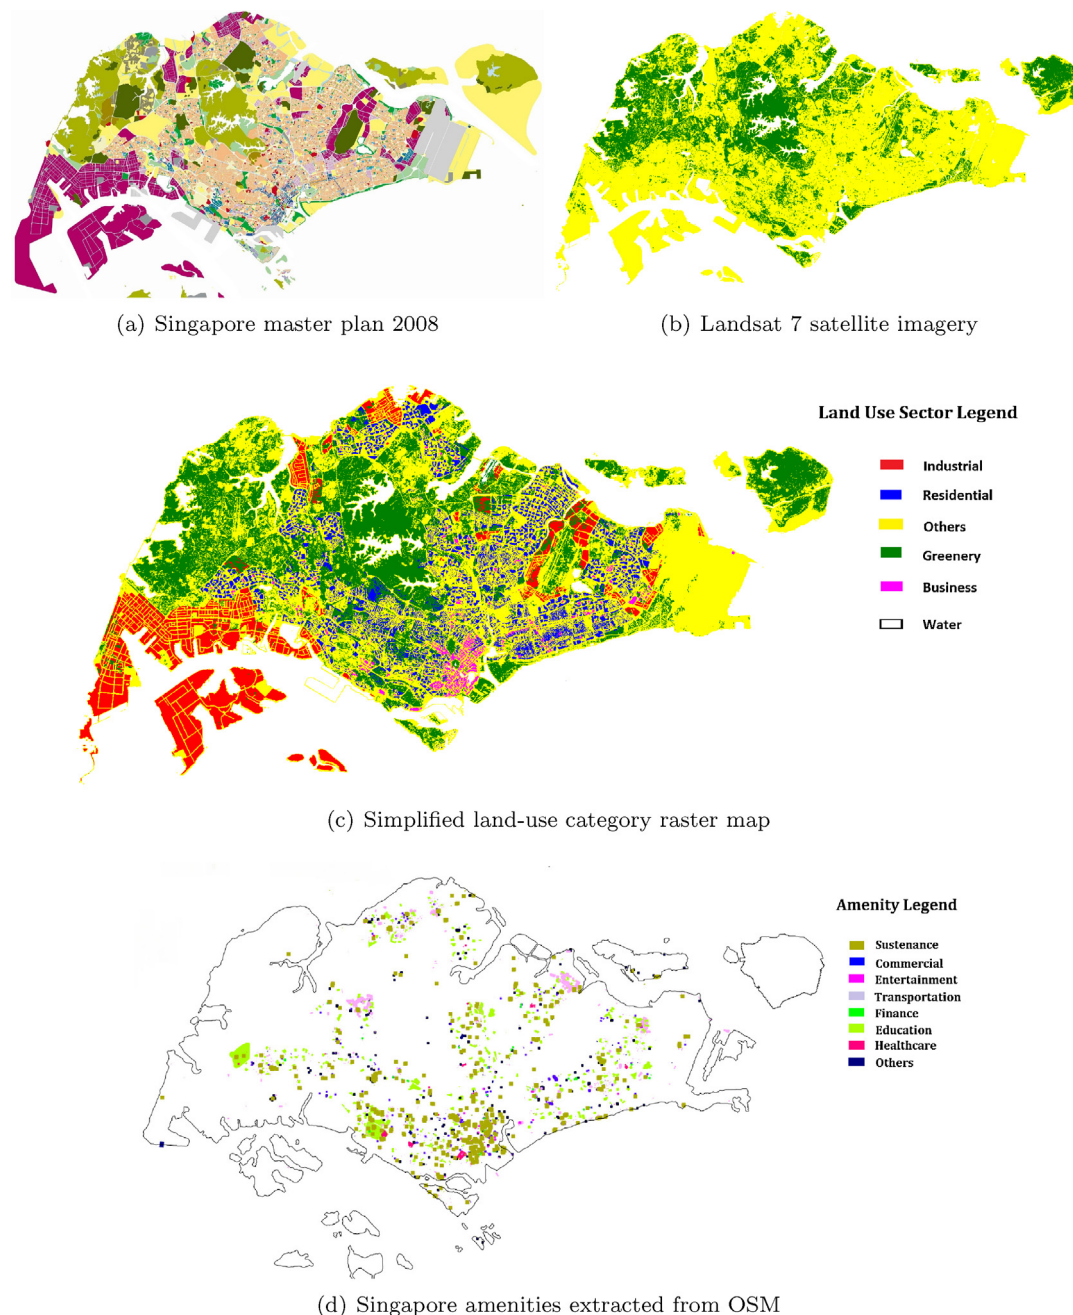 (a) Singapore master plan 2008
(b) Landsat 7 satellite imagery
Land Use Sector Legend
Industrial
Residential
Others
Greenery
Business
Water
(c) Simplified land-use category raster map
Amenity Legend
Sustenance
Commercial
Entertainment
Transportation
Finance
Education
Healthcare
Others
(d) Singapore amenities extracted from OSM